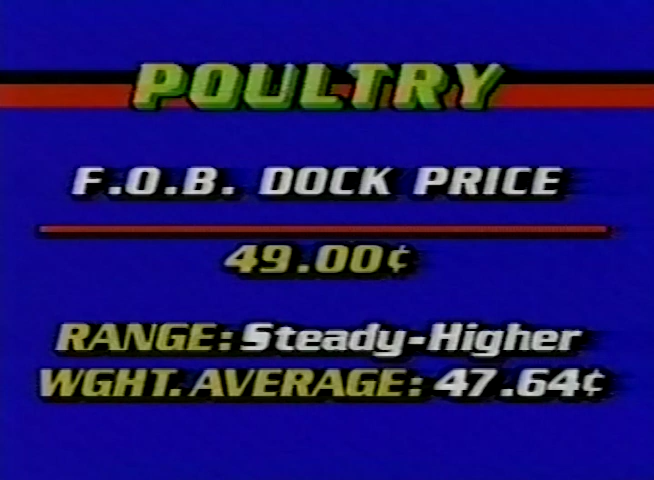 POULTRY
F.O.B. DOCK PRICE
49.00¢
RANGE: Steady-Higher
WGHT. AVERAGE: 47.64¢